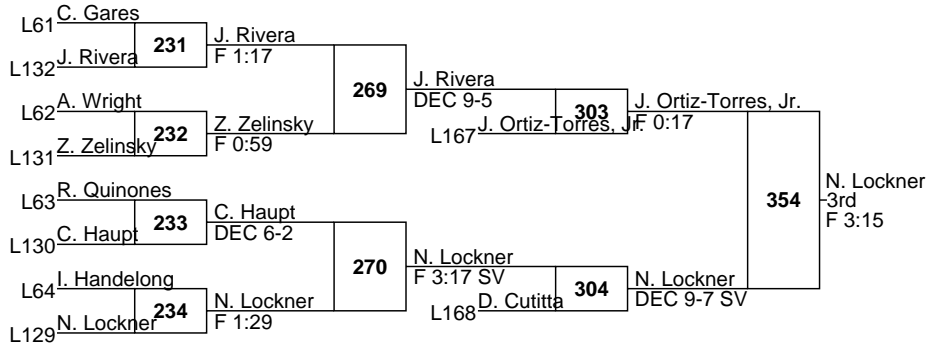 L61 C. Gares
231
J. Rivera
F 1:17
L132 J. Rivera
269
J. Rivera
DEC 9-5
L62 A. Wright
232
Z. Zelinsky
F 0:59
L131 Z. Zelinsky
303
J. Ortiz-Torres, Jr.
F 0:17
L167 J. Ortiz-Torres, Jr.
L63 R. Quinones
233
C. Haupt
DEC 6-2
L130 C. Haupt
270
N. Lockner
F 3:17 SV
L64 I. Handelong
234
N. Lockner
F 1:29
L129 N. Lockner
304
N. Lockner
DEC 9-7 SV
L168 D. Cutitta
354
N. Lockner
3rd
F 3:15